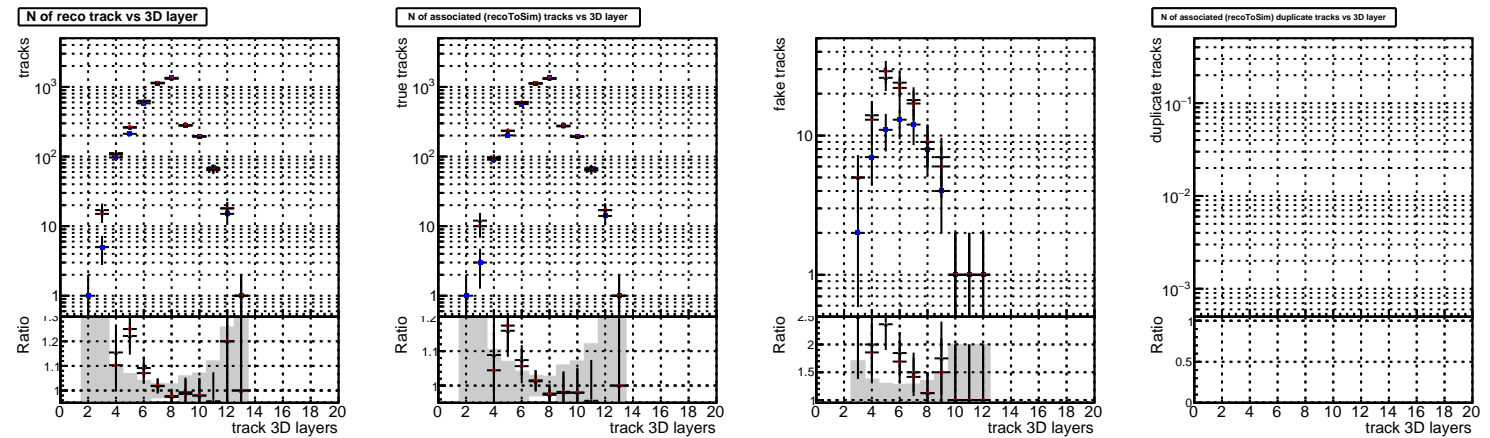 N of reco track vs 3D layer
tracks
10³
10²
10
1
Ratio
1.3
1.2
1.1
1
0 2 4 6 8 10 12 14 16 18 20
track 3D layers
N of associated (recoToSim) tracks vs 3D layer
true tracks
10³
10²
10
1
Ratio
1.2
1.1
1
0 2 4 6 8 10 12 14 16 18 20
track 3D layers
fake tracks
10
1
Ratio
2.5
2
1.5
1
0 2 4 6 8 10 12 14 16 18 20
track 3D layers
N of associated (recoToSim) duplicate tracks vs 3D layer
duplicate tracks
10⁻¹
10⁻²
10⁻³
Ratio
1
0.5
0
0 2 4 6 8 10 12 14 16 18 20
track 3D layers